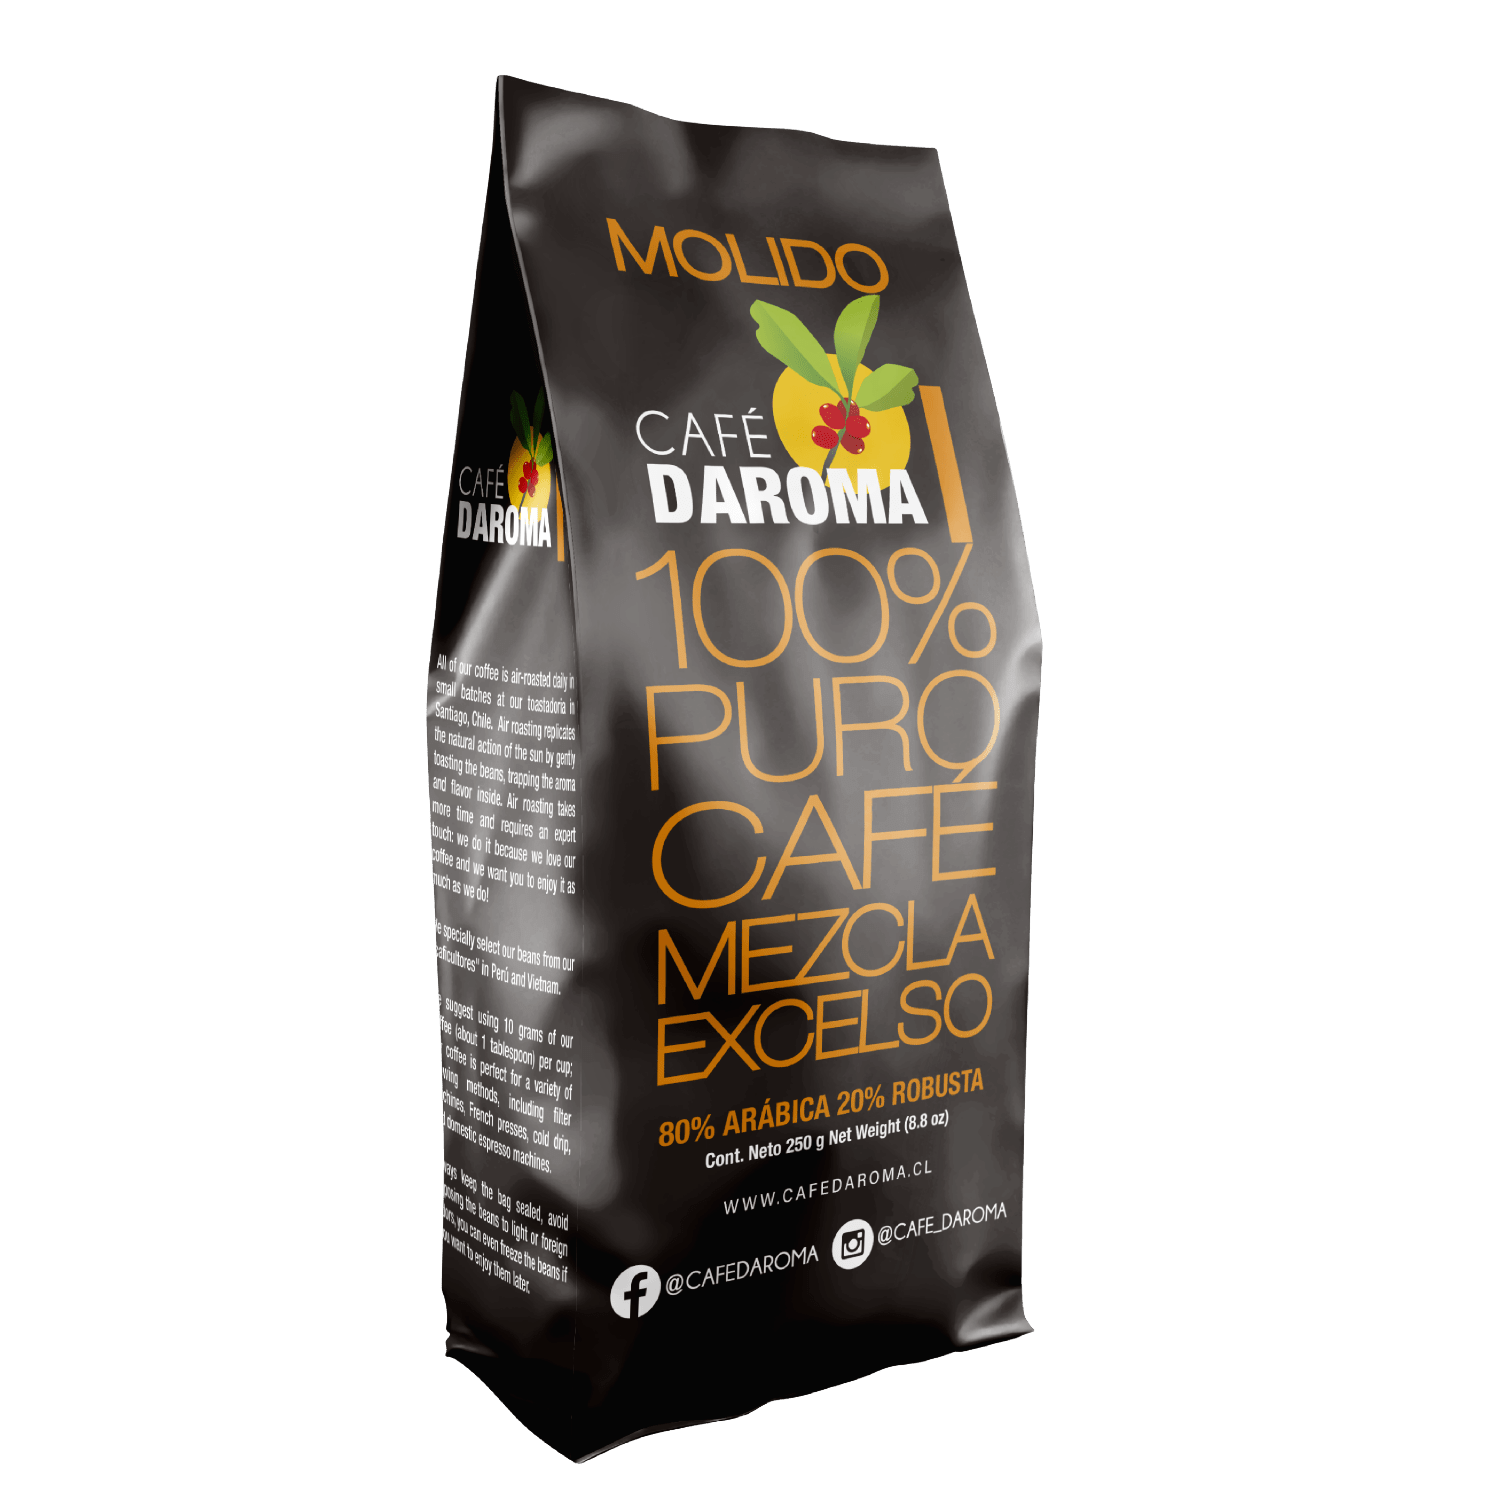 MOLIDO
CAFÉ
DAROMA
100%
PURO
CAFÉ
MEZCLA
EXCELSO
80% ARÁBICA 20% ROBUSTA
Cont. Neto 250 g Net Weight (8.8 oz)
WWW.CAFEDAROMA.CL
@CAFEDAROMA @CAFE_DAROMA
CAFÉ
DAROMA
All of our coffee is air-roasted daily in
small batches at our toastadoria in
Santiago, Chile. Air roasting replicates
the natural action of the sun by gently
toasting the beans, trapping the aroma
and flavor inside. Air roasting takes
more time and requires an expert
touch: we do it because we love our
coffee and we want you to enjoy it as
much as we do!
specially select our beans from our
caficultores" in Perú and Vietnam.
suggest using 10 grams of our
(about 1 tablespoon) per cup;
coffee is perfect for a variety of
methods, including filter
French presses, cold drip,
domestic espresso machines.
keep the bag sealed, avoid
the beans to light or foreign
you can even freeze the beans if
want to enjoy them later.